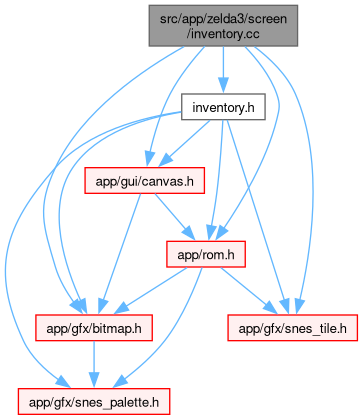 src/app/zelda3/screen
/inventory.cc
inventory.h
app/gui/canvas.h
app/rom.h
app/gfx/bitmap.h
app/gfx/snes_tile.h
app/gfx/snes_palette.h